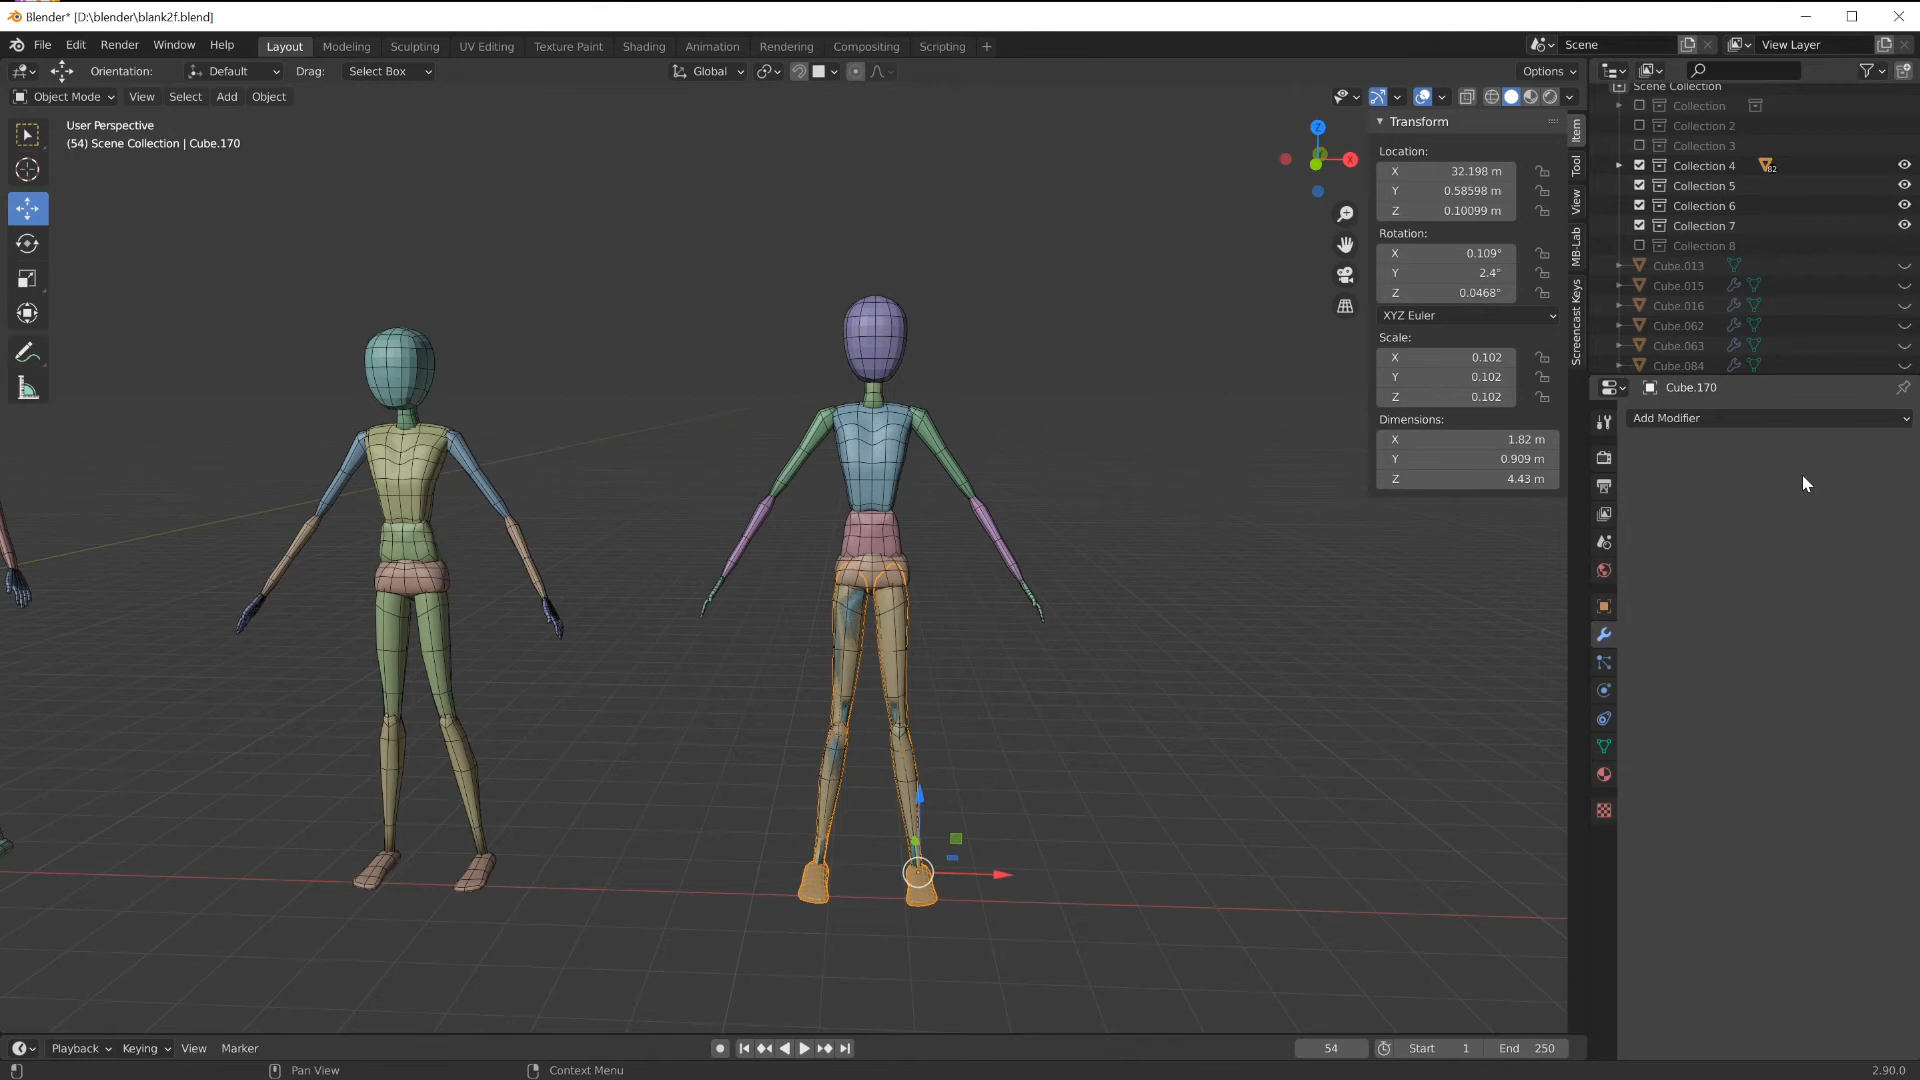 Blender* [D:\blender\blank2f.blend]
File Edit Render Window Help Layout Modeling Sculpting UV Editing Texture Paint Shading Animation Rendering Compositing Scripting + Scene View Layer
Orientation: Default Drag: Select Box Global Options
Object Mode View Select Add Object
User Perspective
(54) Scene Collection | Cube.170
Z
X
Transform
Location:
X 32.198 m
Y 0.58598 m
Z 0.10099 m
Rotation:
X 0.109°
Y 2.4°
Z 0.0468°
XYZ Euler
Scale:
X 0.102
Y 0.102
Z 0.102
Dimensions:
X 1.82 m
Y 0.909 m
Z 4.43 m
Item
Tool
View
MB-Lab
Screencast Keys
Scene Collection
Collection
Collection 2
Collection 3
Collection 4 82
Collection 5
Collection 6
Collection 7
Collection 8
Cube.013
Cube.015
Cube.016
Cube.062
Cube.063
Cube.084
Cube.170
Add Modifier
Playback Keying View Marker 54 Start 1 End 250
Pan View Context Menu 2.90.0